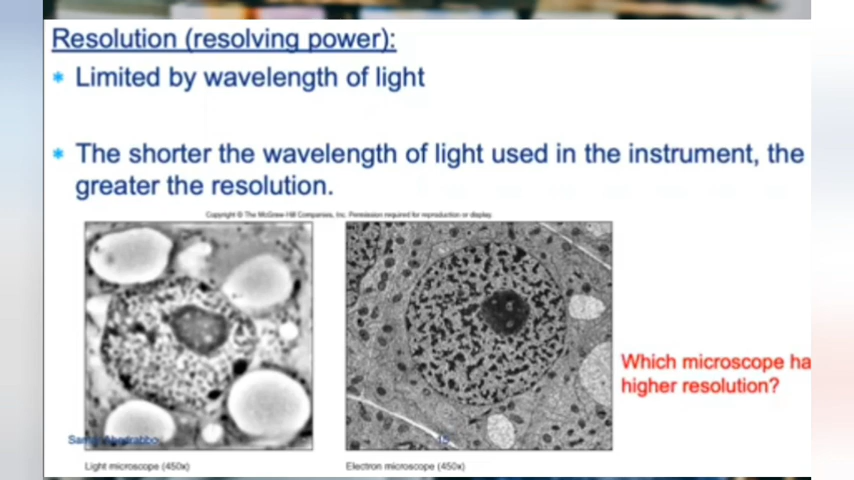 Resolution (resolving power):
* Limited by wavelength of light
* The shorter the wavelength of light used in the instrument, the
greater the resolution.
Copyright © The McGraw-Hill Companies, Inc. Permission required for reproduction or display.
Which microscope ha
higher resolution?
15
Light microscope (450x)
Electron microscope (450x)